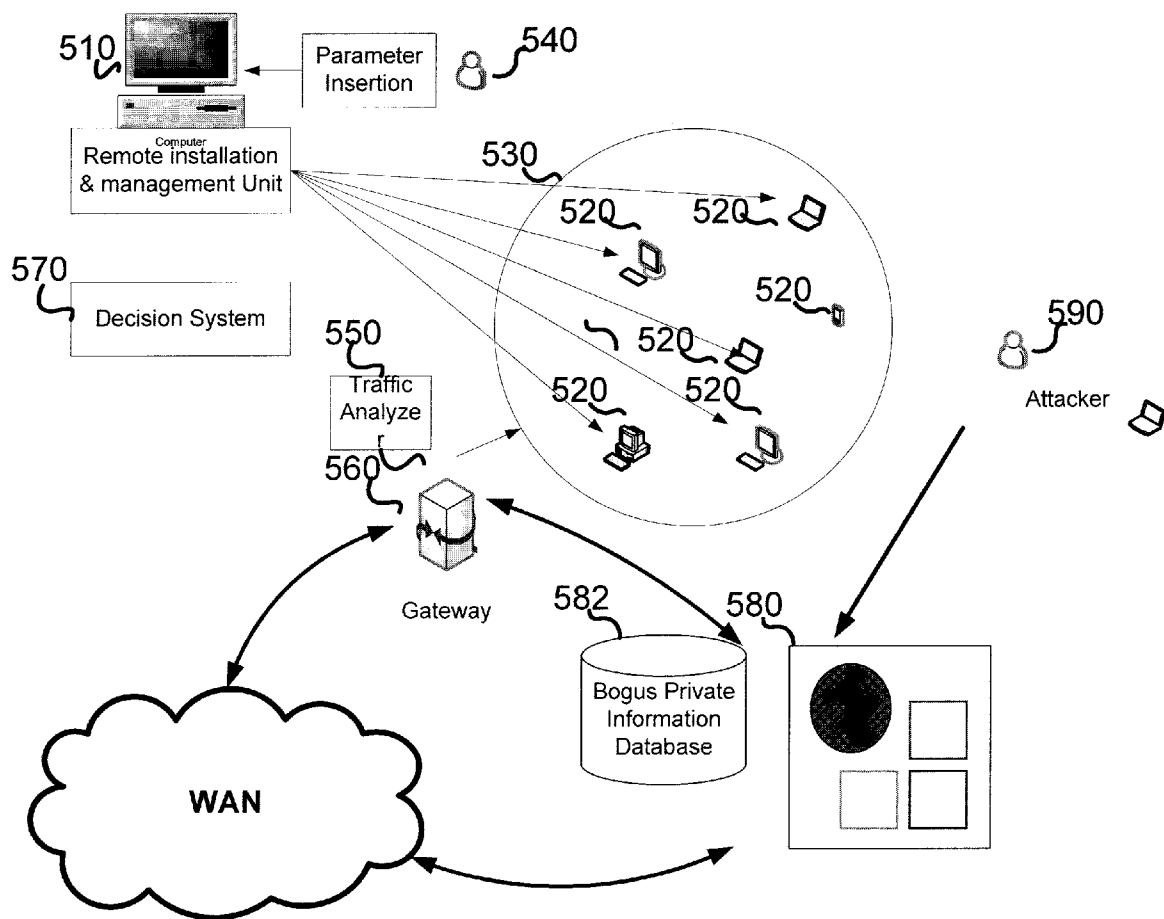 510
Parameter
Insertion
540
Computer
Remote installation
& management Unit
530
520
520
570
Decision System
520
550
520
590
Traffic
Analyze
r
520
520
Attacker
560
Gateway
582
580
Bogus Private
Information
Database
WAN